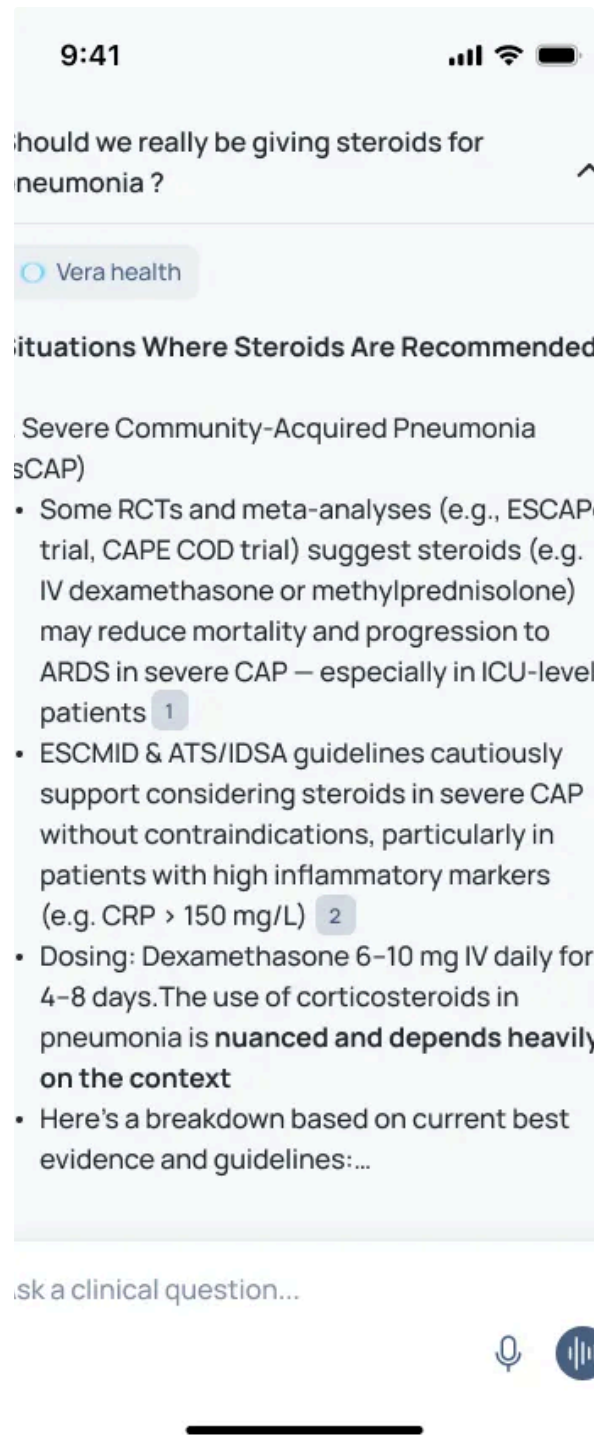 9:41
hould we really be giving steroids for
neumonia ?
Vera health
ituations Where Steroids Are Recommended
. Severe Community-Acquired Pneumonia
sCAP)
• Some RCTs and meta-analyses (e.g., ESCAPe
trial, CAPE COD trial) suggest steroids (e.g.
IV dexamethasone or methylprednisolone)
may reduce mortality and progression to
ARDS in severe CAP — especially in ICU-level
patients 1
• ESCMID & ATS/IDSA guidelines cautiously
support considering steroids in severe CAP
without contraindications, particularly in
patients with high inflammatory markers
(e.g. CRP > 150 mg/L) 2
• Dosing: Dexamethasone 6–10 mg IV daily for
4–8 days.The use of corticosteroids in
pneumonia is nuanced and depends heavily
on the context
• Here's a breakdown based on current best
evidence and guidelines:...
sk a clinical question...